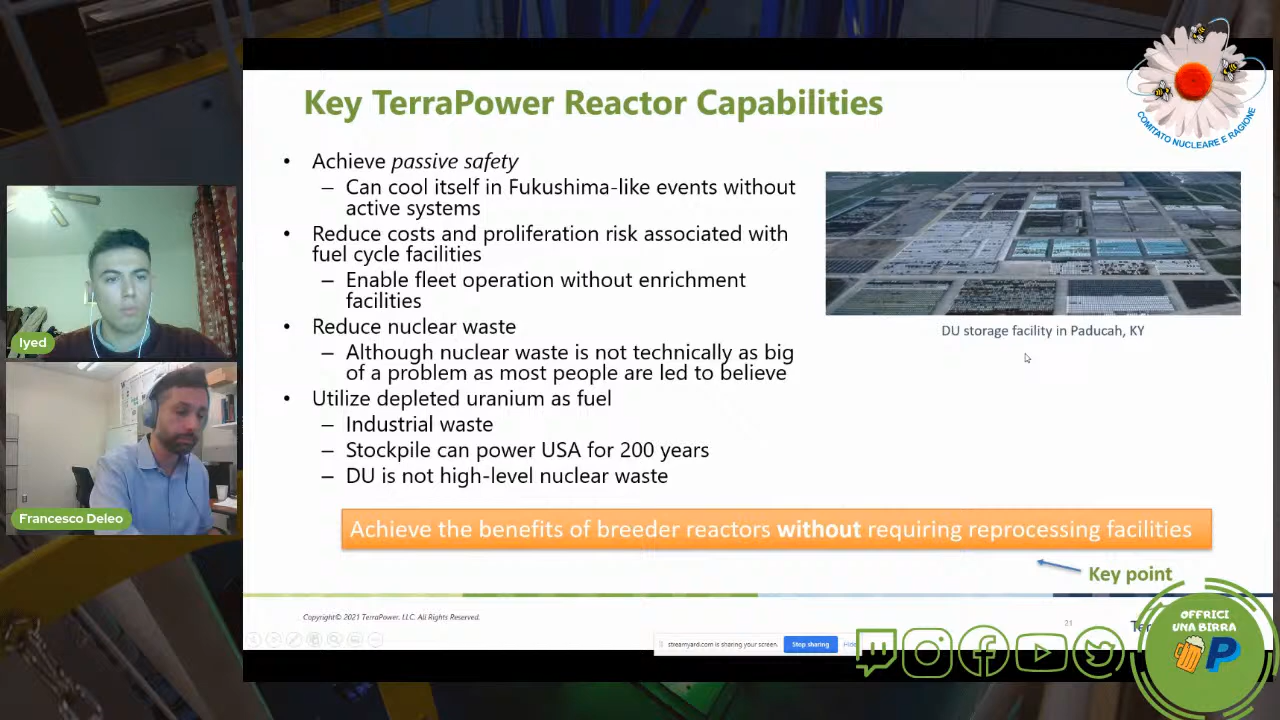 Key TerraPower Reactor Capabilities
• Achieve passive safety
– Can cool itself in Fukushima-like events without
active systems
• Reduce costs and proliferation risk associated with
fuel cycle facilities
– Enable fleet operation without enrichment
facilities
• Reduce nuclear waste
– Although nuclear waste is not technically as big
of a problem as most people are led to believe
• Utilize depleted uranium as fuel
– Industrial waste
– Stockpile can power USA for 200 years
– DU is not high-level nuclear waste
DU storage facility in Paducah, KY
Achieve the benefits of breeder reactors without requiring reprocessing facilities
Key point
Copyright© 2021 TerraPower, LLC. All Rights Reserved.
21
streamyard.com is sharing your screen.
Stop sharing
Hide
COMITATO NUCLEARE E RAGIONE
Iyed
Francesco Deleo
OFFRICI
UNA BIRRA